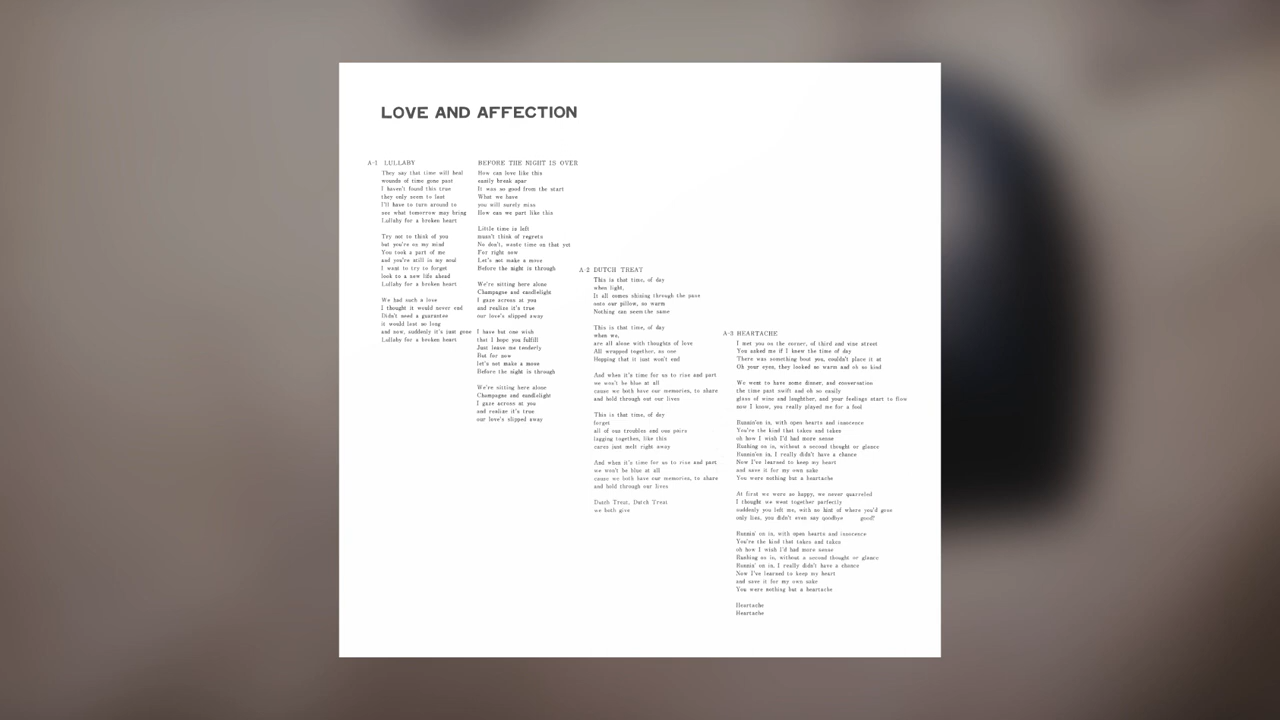 LOVE AND AFFECTION
A-1 LULLABY
They say that time will heal
wounds of time gone past
I haven't found this true
they only seem to last
I'll have to turn around to
see what tomorrow may bring
Lullaby for a broken heart
Try not to think of you
but you're on my mind
You took a part of me
and you're still in my soul
I want to try to forget
look to a new life ahead
Lullaby for a broken heart
We had such a love
I thought it would never end
Didn't need a guarantee
it would last so long
and now, suddenly it's just gone
Lullaby for a broken heart
BEFORE THE NIGHT IS OVER
How can love like this
easily break apar
It was so good from the start
What we have
you will surely miss
How can we part like this
Little time is left
musn't think of regrets
No don't, waste time on that yet
For right now
Let's not make a move
Before the night is through
We're sitting here alone
Champagne and candlelight
I gaze across at you
and realize it's true
our love's slipped away
I have but one wish
that I hope you fulfill
Just leave me tenderly
But for now
let's not make a move
Before the night is through
We're sitting here alone
Champagne and candlelight
I gaze across at you
and realize it's true
our love's slipped away
A-2 DUTCH TREAT
This is that time, of day
when light,
It all comes shining through the pane
onto our pillow, so warm
Nothing can seem the same
This is that time, of day
when we,
are all alone with thoughts of love
All wrapped together, as one
Hopping that it just won't end
And when it's time for us to rise and part
we won't be blue at all
cause we both have our memories, to share
and hold through out our lives
This is that time, of day
forget
all of our troubles and our pairs
lagging together, like this
cares just melt right away
And when it's time for us to rise and part
we won't be blue at all
cause we both have our memories, to share
and hold through our lives
Dutch Treat, Dutch Treat
we both give
A-3 HEARTACHE
I met you on the corner, of third and vine street
You asked me if I knew the time of day
There was something bout you, couldn't place it at
Oh your eyes, they looked so warm and oh so kind
We went to have some dinner, and conversation
the time past swift and oh so easily
glass of wine and laughther, and your feelings start to flow
now I know, you really played me for a fool
Runnin'on in, with open hearts and innocence
You're the kind that takes and takes
oh how I wish I'd had more sense
Rushing on in, without a second thought or glance
Runnin'on in, I really didn't have a chance
Now I've learned to keep my heart
and save it for my own sake
You were nothing but a heartache
At first we were so happy, we never quarreled
I thought we went together perfectly
suddenly you left me, with no hint of where you'd gone
only lies, you didn't even say goodbye good?
Runnin' on in, with open hearts and innocence
You're the kind that takes and takes
oh how I wish I'd had more sense
Rushing on in, without a second thought or glance
Runnin' on in, I really didn't have a chance
Now I've learned to keep my heart
and save it for my own sake
You were nothing but a heartache
Heartache
Heartache